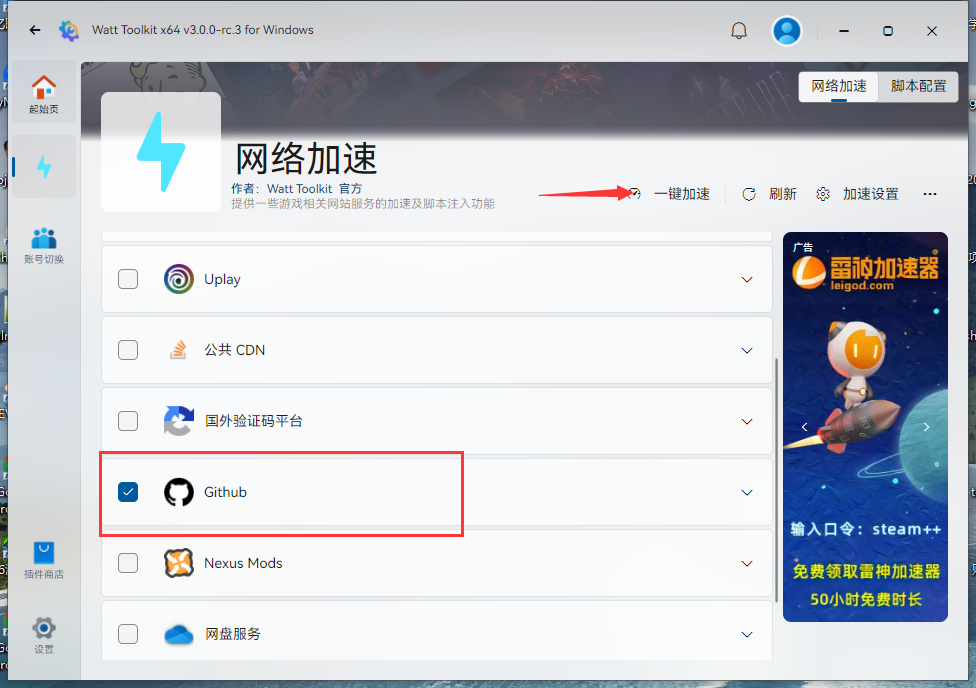 Watt Toolkit x64 v3.0.0-rc.3 for Windows
起始页
网络加速
脚本配置
网络加速
作者: Watt Toolkit 官方
提供一些游戏相关网站服务的加速及脚本注入功能
一键加速
刷新
加速设置
账号切换
Uplay
公共 CDN
国外验证码平台
Github
Nexus Mods
网盘服务
插件商店
设置
广告
雷神加速器
leigod.com
输入口令: steam++
免费领取雷神加速器
50小时免费时长